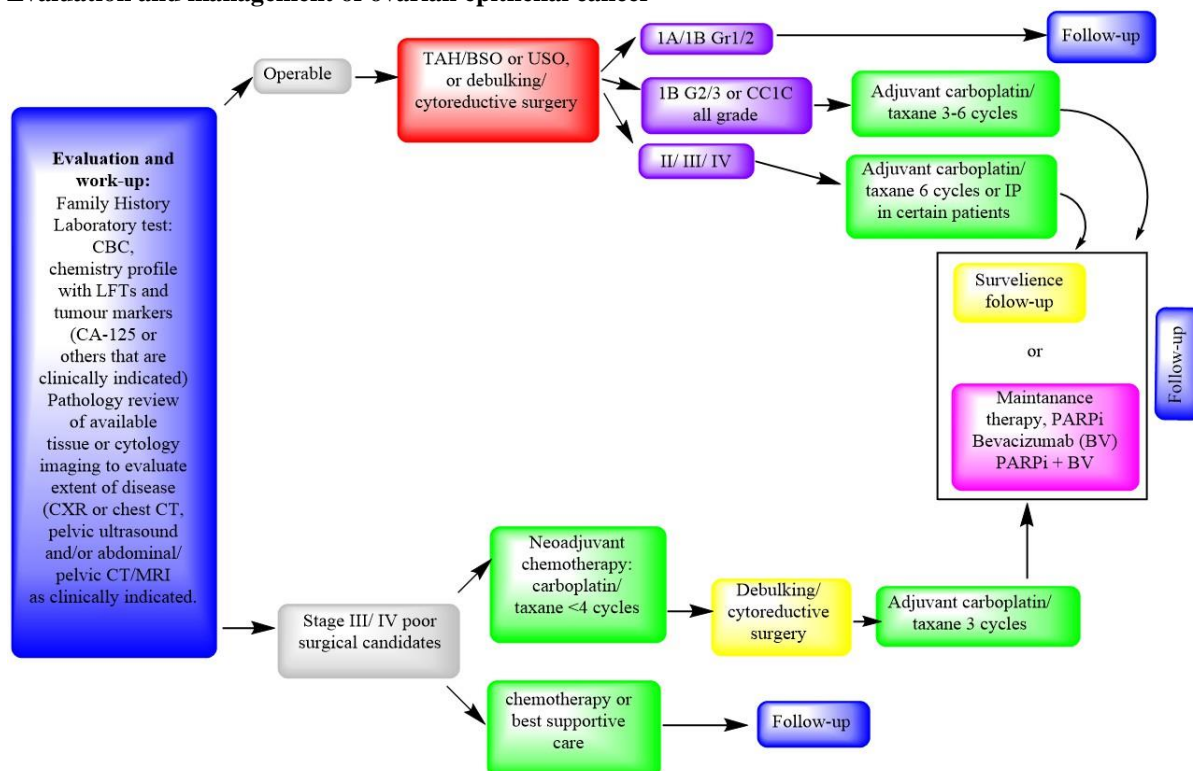 Evaluation and management of ovarian epithelial cancer
Evaluation and
work-up:
Family History
Laboratory test:
CBC,
chemistry profile
with LFTs and
tumour markers
(CA-125 or
others that are
clinically indicated)
Pathology review
of available
tissue or cytology
imaging to evaluate
extent of disease
(CXR or chest CT,
pelvic ultrasound
and/or abdominal/
pelvic CT/MRI
as clinically indicated.
Operable
TAH/BSO or USO,
or debulking/
cytoreductive surgery
1A/1B Gr1/2
Follow-up
1B G2/3 or CC1C
all grade
Adjuvant carboplatin/
taxane 3-6 cycles
II/ III/ IV
Adjuvant carboplatin/
taxane 6 cycles or IP
in certain patients
Survelience
folow-up
or
Maintanance
therapy, PARPi
Bevacizumab (BV)
PARPi + BV
Follow-up
Stage III/ IV poor
surgical candidates
Neoadjuvant
chemotherapy:
carboplatin/
taxane <4 cycles
Debulking/
cytoreductive
surgery
Adjuvant carboplatin/
taxane 3 cycles
chemotherapy or
best supportive
care
Follow-up